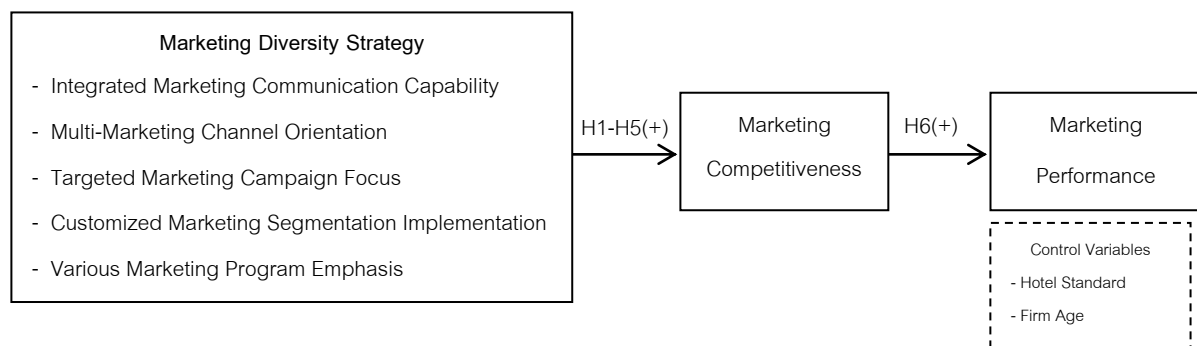 Marketing Diversity Strategy
- Integrated Marketing Communication Capability
- Multi-Marketing Channel Orientation
- Targeted Marketing Campaign Focus
- Customized Marketing Segmentation Implementation
- Various Marketing Program Emphasis
H1-H5(+)
Marketing
Competitiveness
H6(+)
Marketing
Performance
Control Variables
- Hotel Standard
- Firm Age